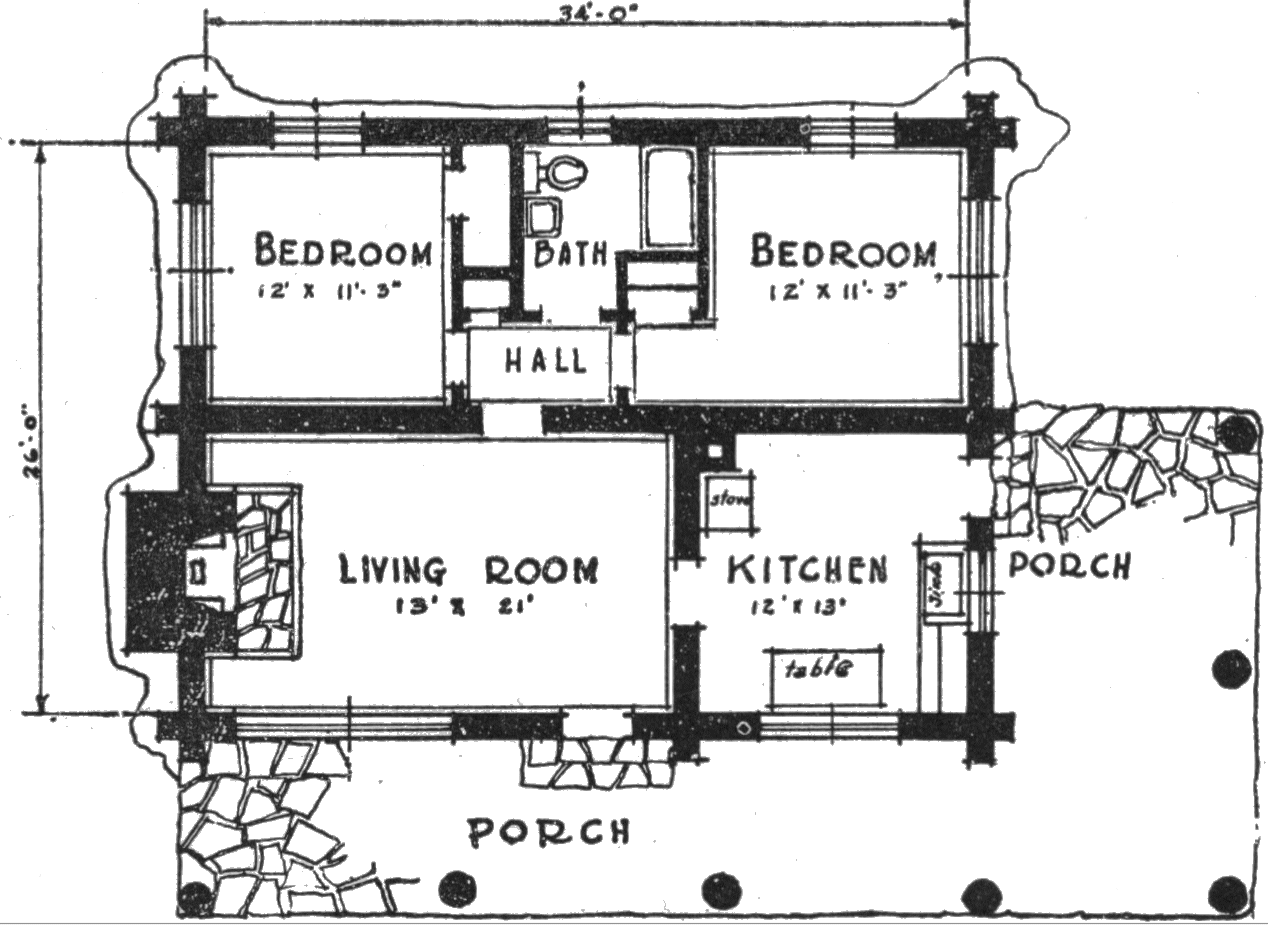 34'-0"
BEDROOM
12' X 11'-3"
BATH
BEDROOM
12' X 11'-3"
HALL
26'-0"
stove
LIVING ROOM
13' X 21'
KITCHEN
12' X 13'
sink
PORCH
table
PORCH